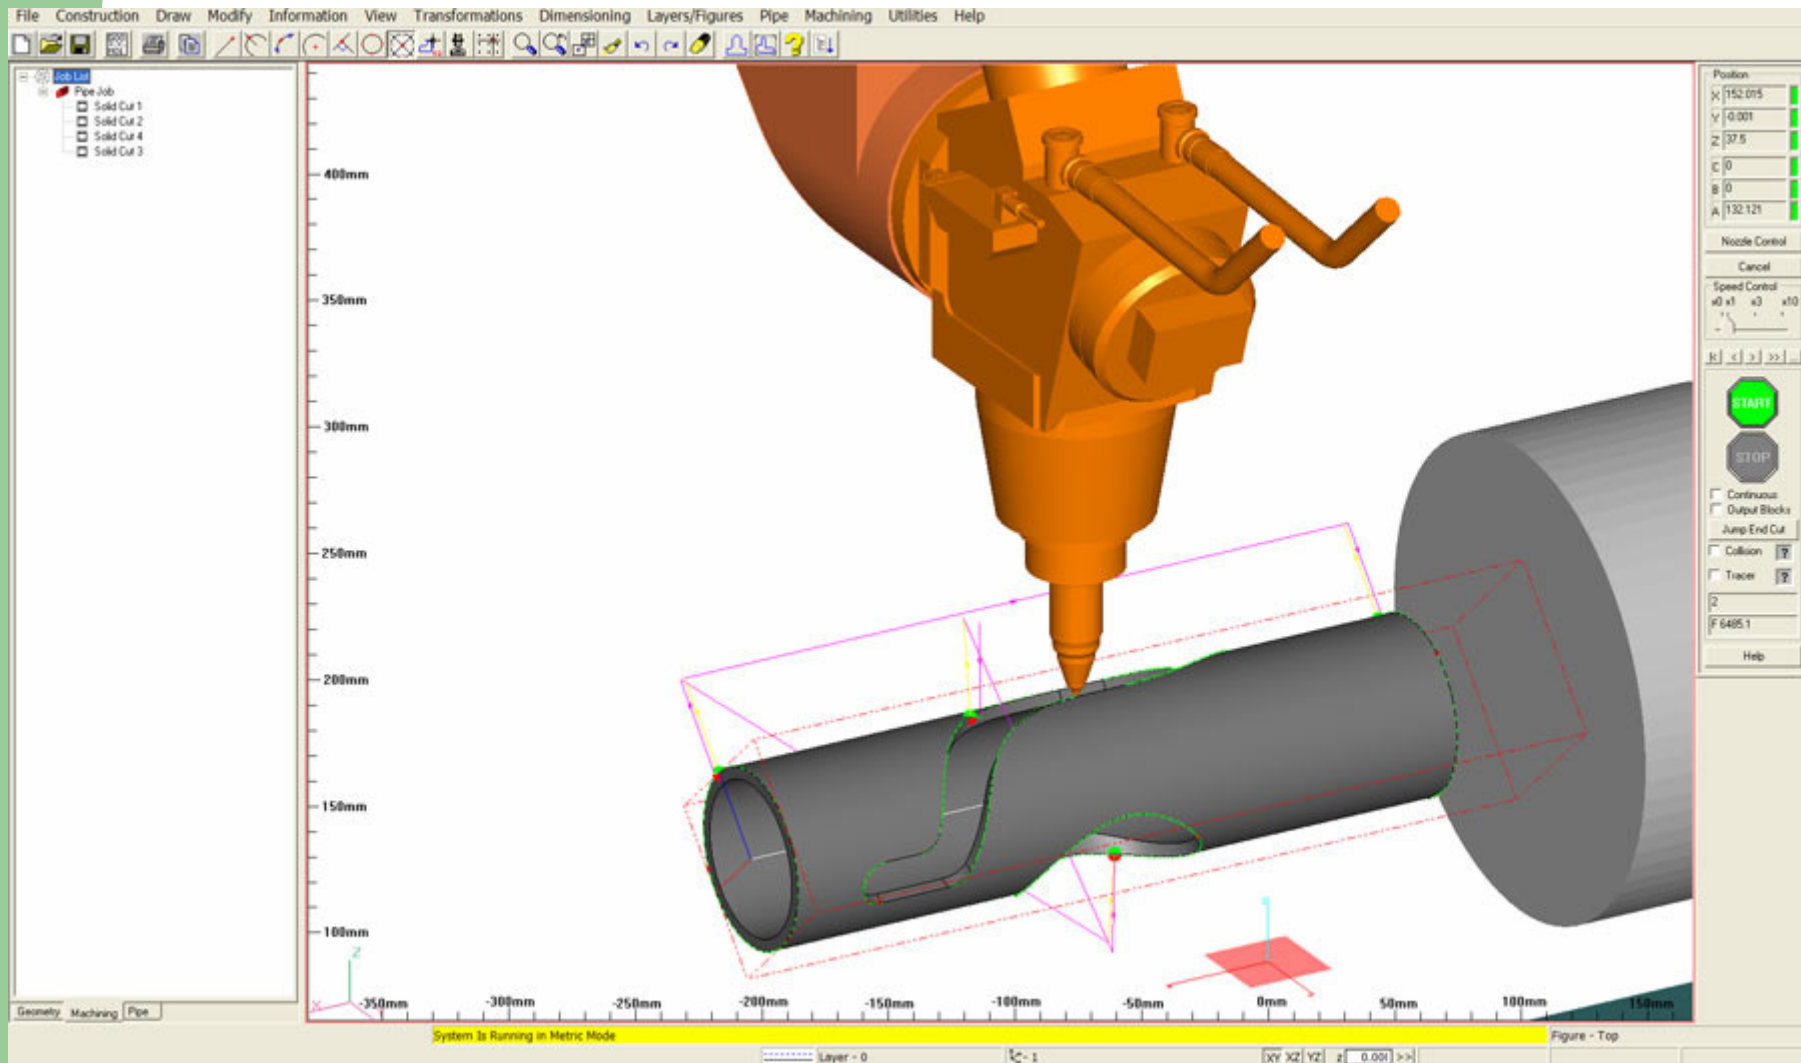 File Construction Draw Modify Information View Transformations Dimensioning Layers/Figures Pipe Machining Utilities Help
Job List
Pipe Job
Solid Cut 1
Solid Cut 2
Solid Cut 4
Solid Cut 3
400mm
350mm
300mm
250mm
200mm
150mm
100mm
Z
X
-350mm -300mm -250mm -200mm -150mm -100mm -50mm 0mm 50mm 100mm 150mm
Position
X 152.015
Y -0.001
Z 37.5
C 0
B 0
A 132.121
Nozzle Control
Cancel
Speed Control
x0 x1 x3 x10
R < > >> ...
START
STOP
Continuous
Output Blocks
Jump End Cut
Collision ?
Tracer ?
2
F 6485.1
Help
Geometry Machining Pipe
System Is Running in Metric Mode
Figure - Top
Layer - 0
C- 1
XY XZ YZ z 0.001 >>